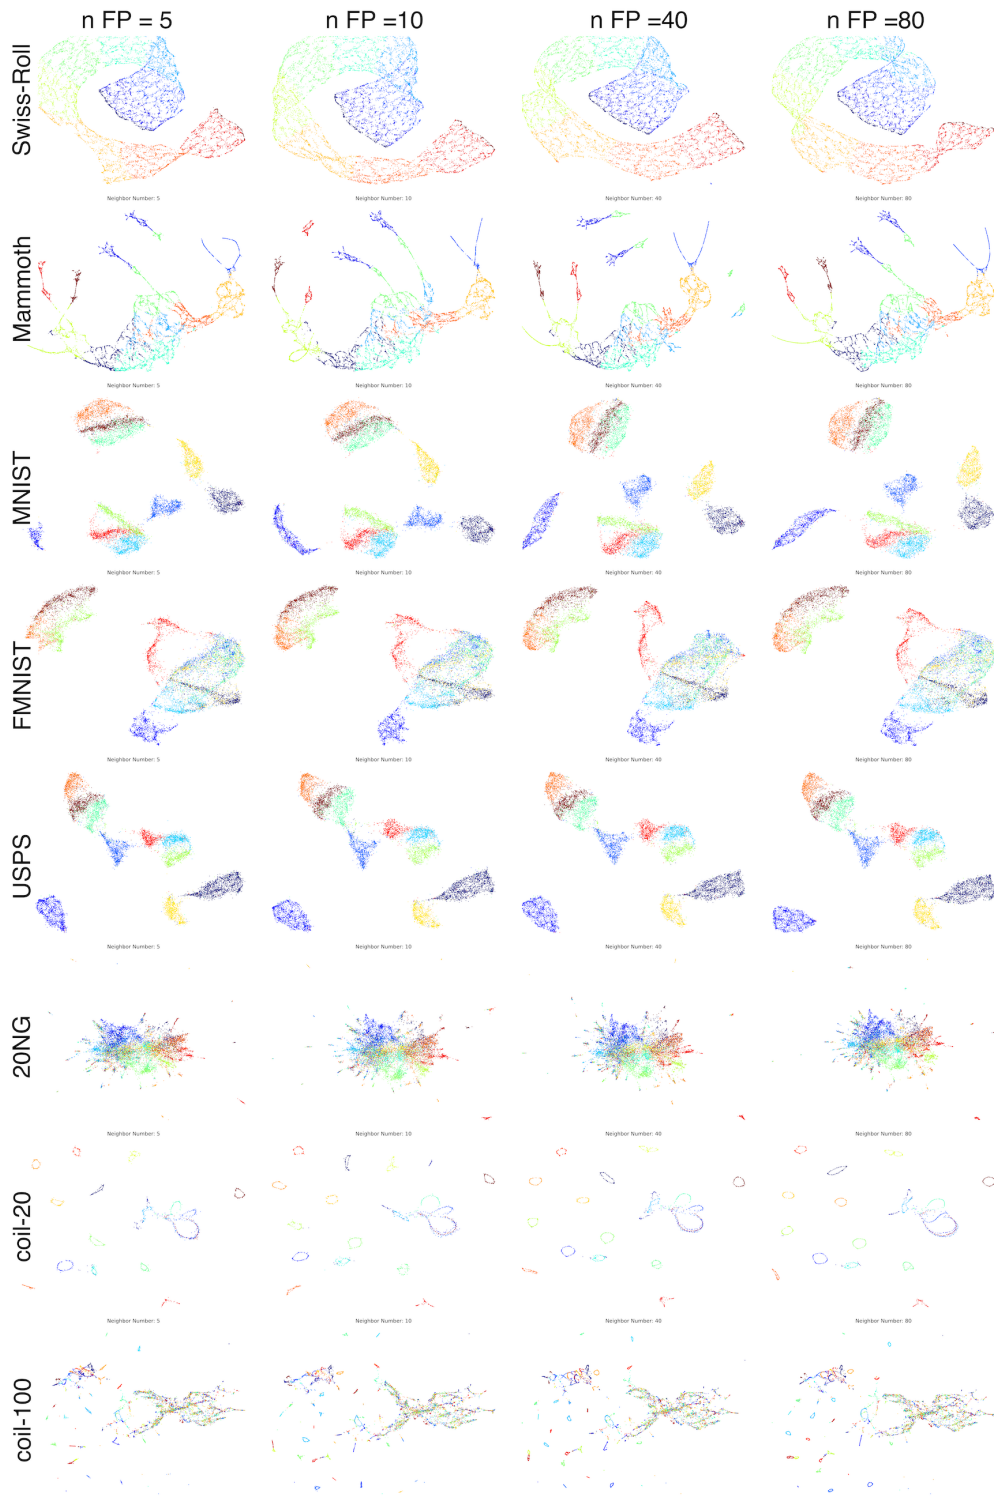 n FP = 5
n FP =10
n FP =40
n FP =80
Swiss-Roll
Neighbor Number: 5
Neighbor Number: 10
Neighbor Number: 40
Neighbor Number: 80
Mammoth
Neighbor Number: 5
Neighbor Number: 10
Neighbor Number: 40
Neighbor Number: 80
MNIST
Neighbor Number: 5
Neighbor Number: 10
Neighbor Number: 40
Neighbor Number: 80
FMNIST
Neighbor Number: 5
Neighbor Number: 10
Neighbor Number: 40
Neighbor Number: 80
USPS
Neighbor Number: 5
Neighbor Number: 10
Neighbor Number: 40
Neighbor Number: 80
20NG
Neighbor Number: 5
Neighbor Number: 10
Neighbor Number: 40
Neighbor Number: 80
coil-20
Neighbor Number: 5
Neighbor Number: 10
Neighbor Number: 40
Neighbor Number: 80
coil-100